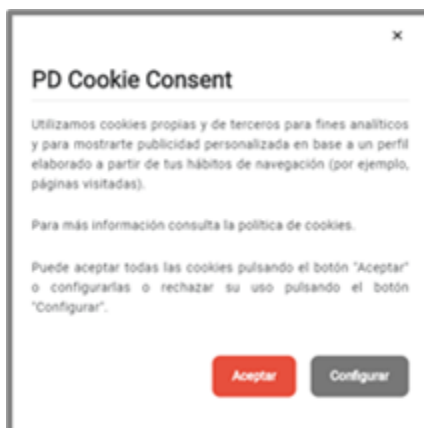 ×
PD Cookie Consent
Utilizamos cookies propias y de terceros para fines analíticos
y para mostrarte publicidad personalizada en base a un perfil
elaborado a partir de tus hábitos de navegación (por ejemplo,
páginas visitadas).
Para más información consulta la política de cookies.
Puede aceptar todas las cookies pulsando el botón "Aceptar"
o configurarlas o rechazar su uso pulsando el botón
"Configurar".
Aceptar Configurar